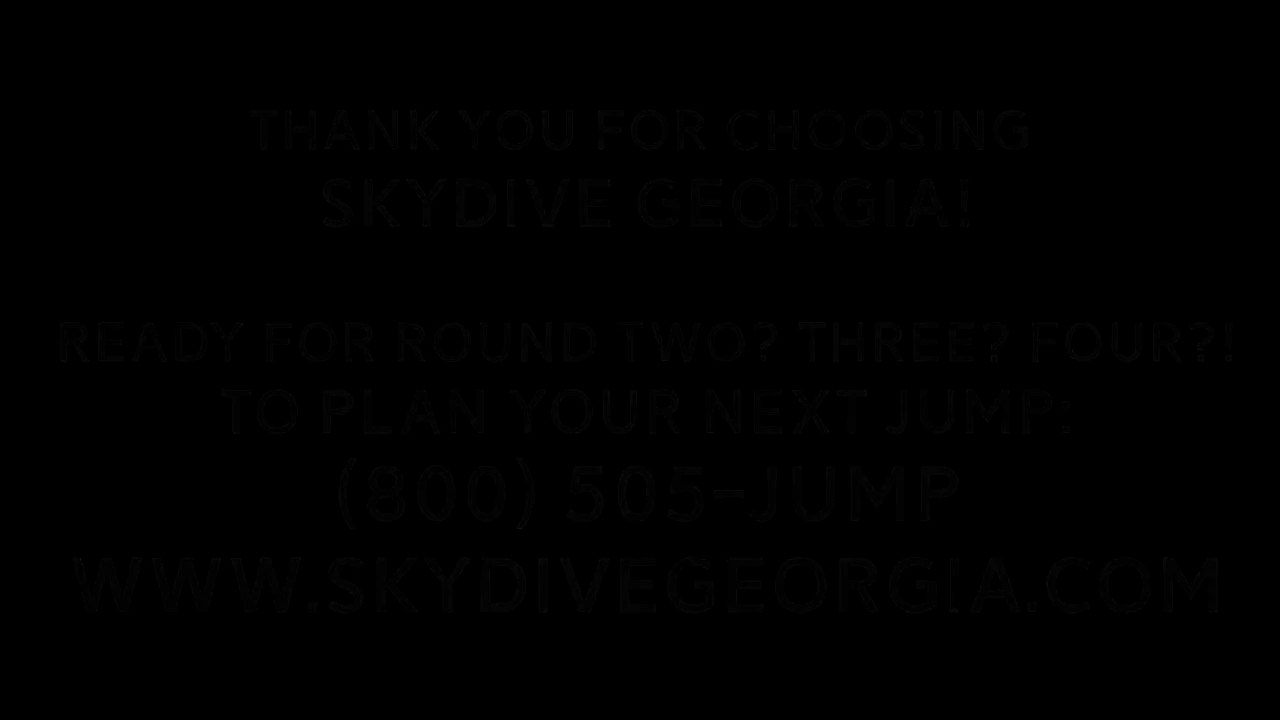 THANK YOU FOR CHOOSING
SKYDIVE GEORGIA!
READY FOR ROUND TWO? THREE? FOUR?!
TO PLAN YOUR NEXT JUMP:
(800) 505-JUMP
WWW.SKYDIVEGEORGIA.COM